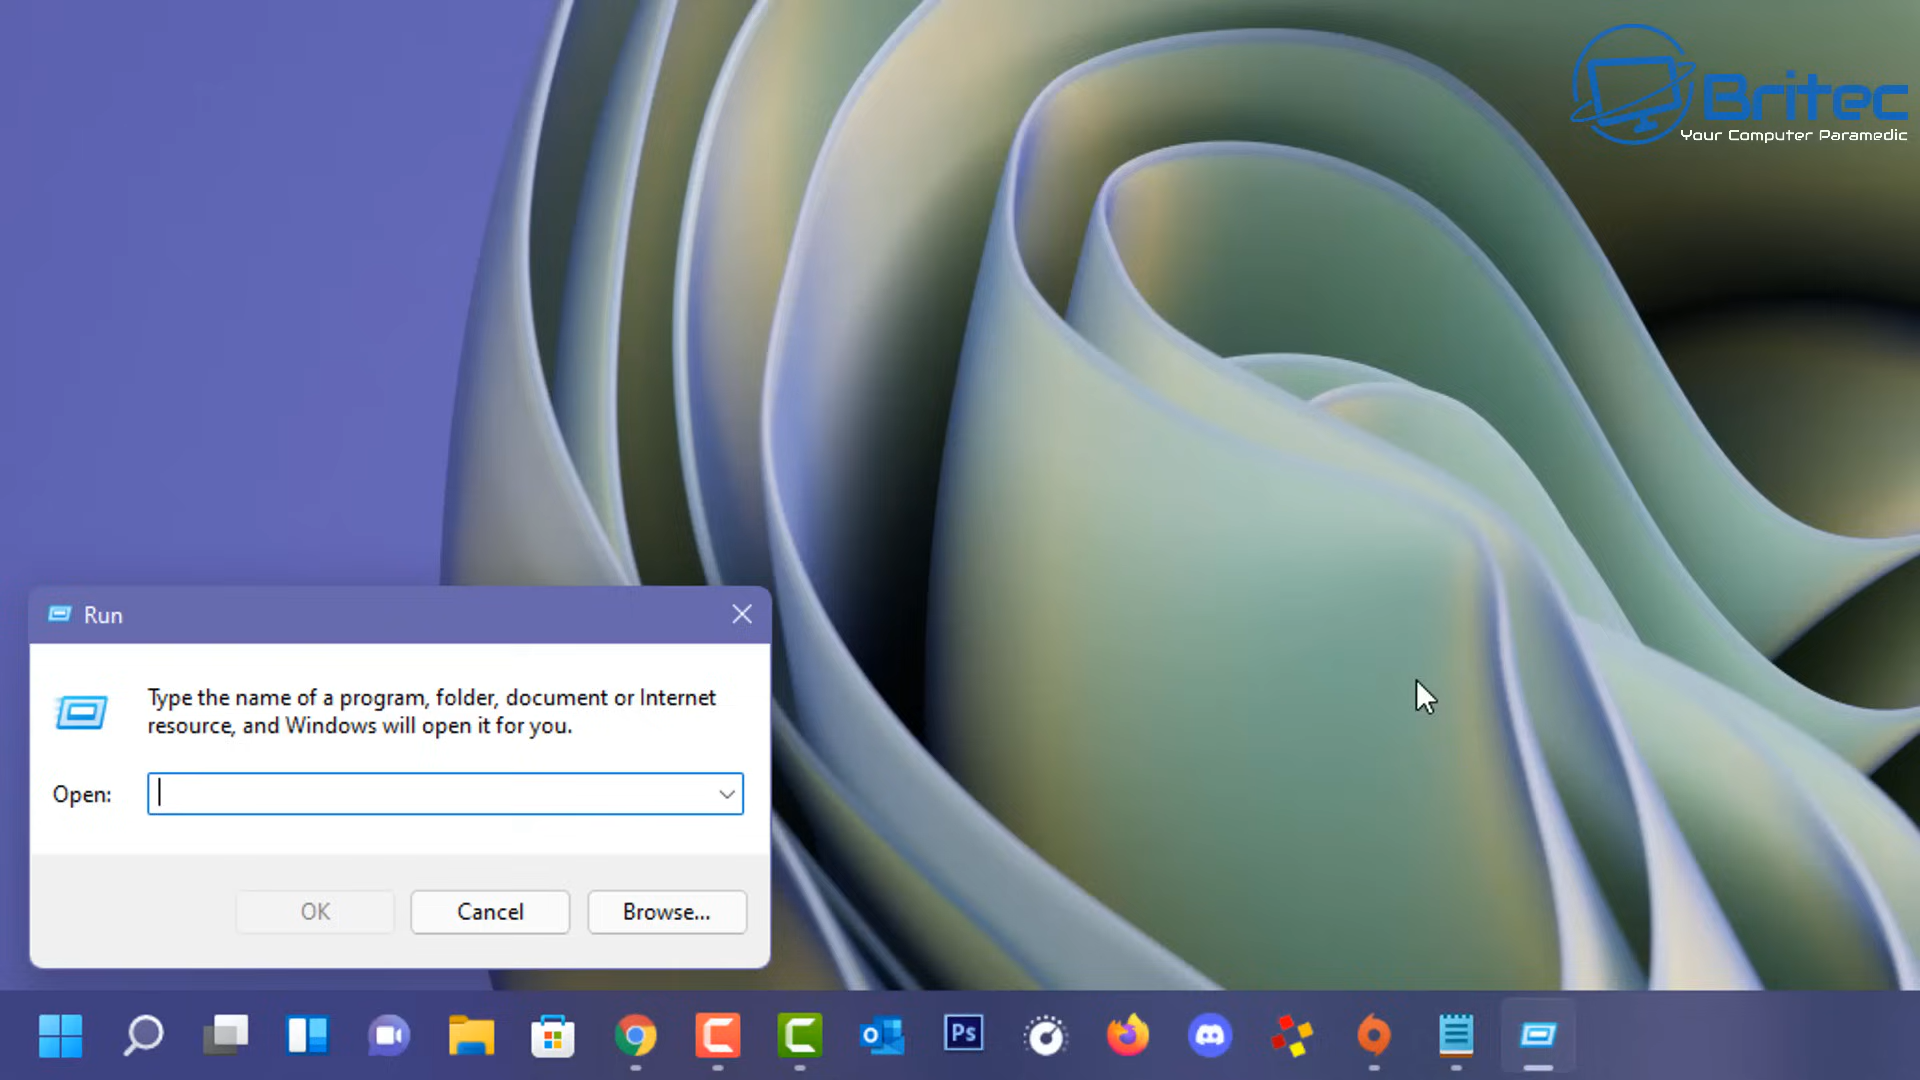 Britec
Your Computer Paramedic
Run
Type the name of a program, folder, document or Internet
resource, and Windows will open it for you.
Open:
OK
Cancel
Browse...
Ps